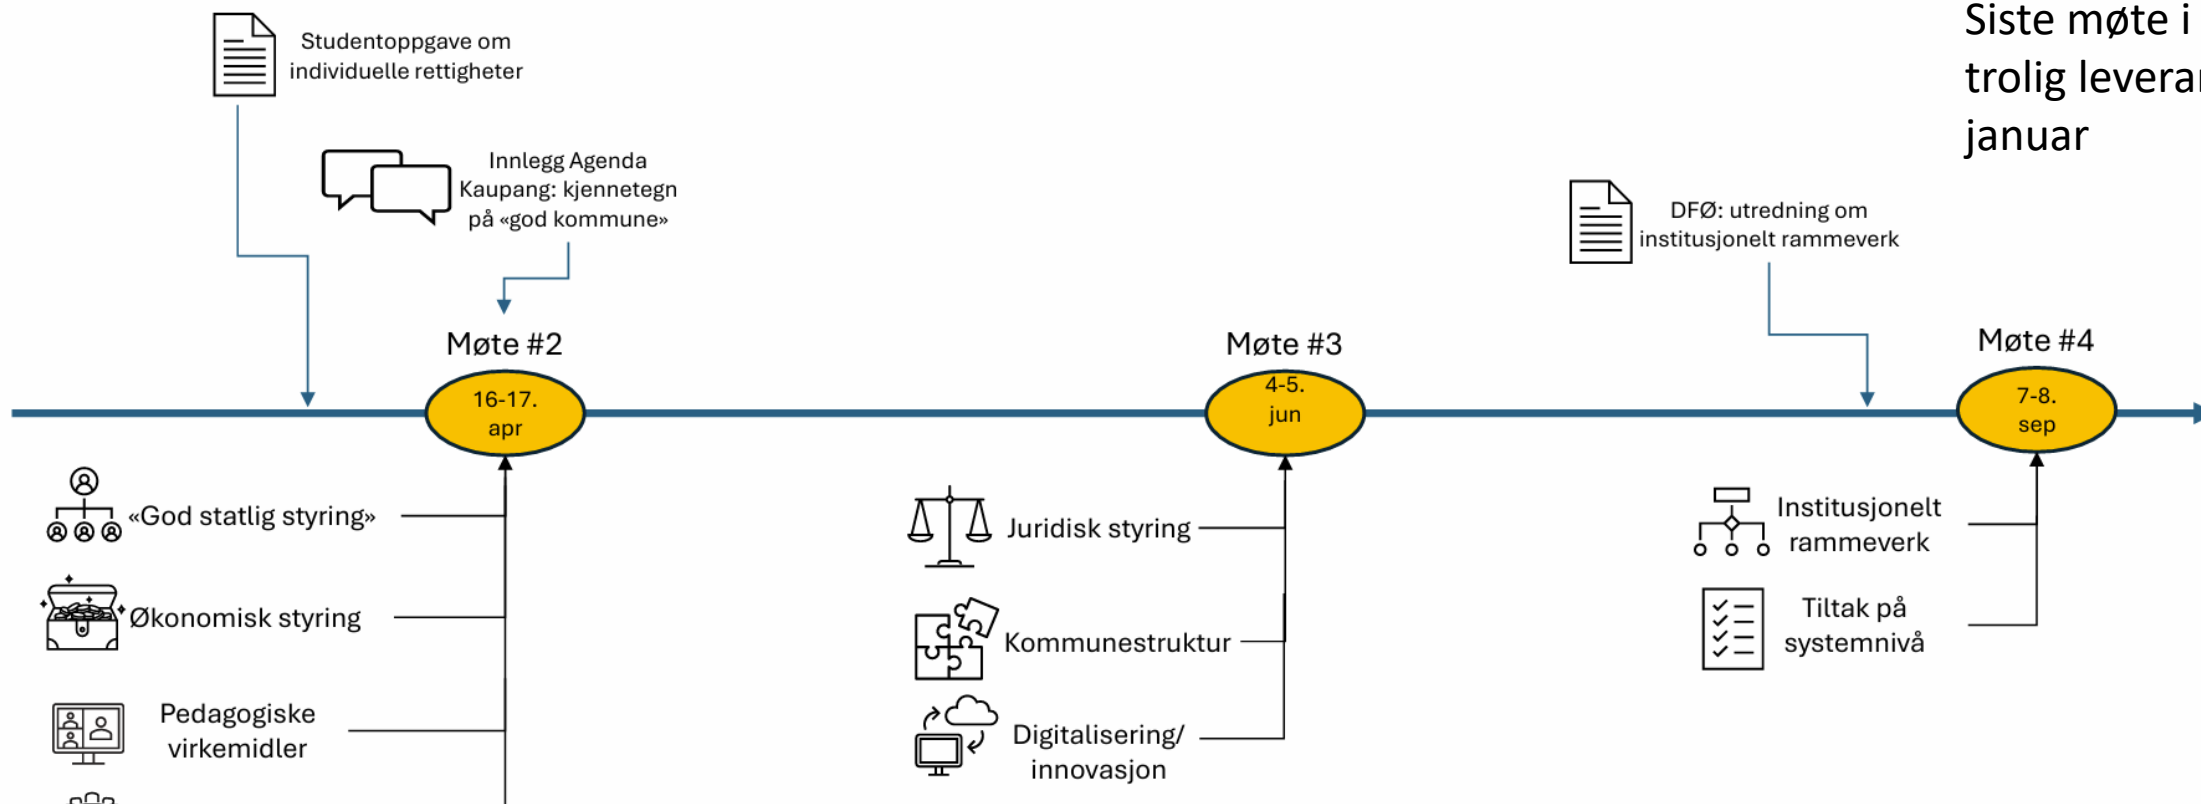 Siste møte i
trolig
januar
Studentoppgave om
individuelle rettigheter
Innlegg Agenda
Kaupang: kjennetegn
på «god kommune»
DFØ: utredning om
institusjonelt rammeverk
Møte #2
16-17.
apr
Møte #3
4-5.
jun
Møte #4
7-8.
sep
«God statlig styring»
Økonomisk styring
Pedagogiske
virkemidler
Juridisk styring
Kommunestruktur
Digitalisering/
innovasjon
Institusjonelt
rammeverk
Tiltak på
systemnivå